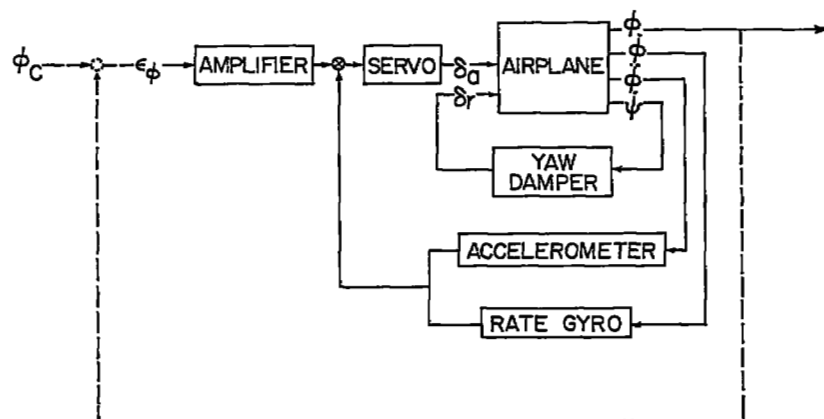 ϕC
ϵϕ
AMPLIFIER
SERVO
δa
δr
AIRPLANE
ϕ
ϕ̇
ϕ̈
ψ̇
YAW
DAMPER
ACCELEROMETER
RATE GYRO